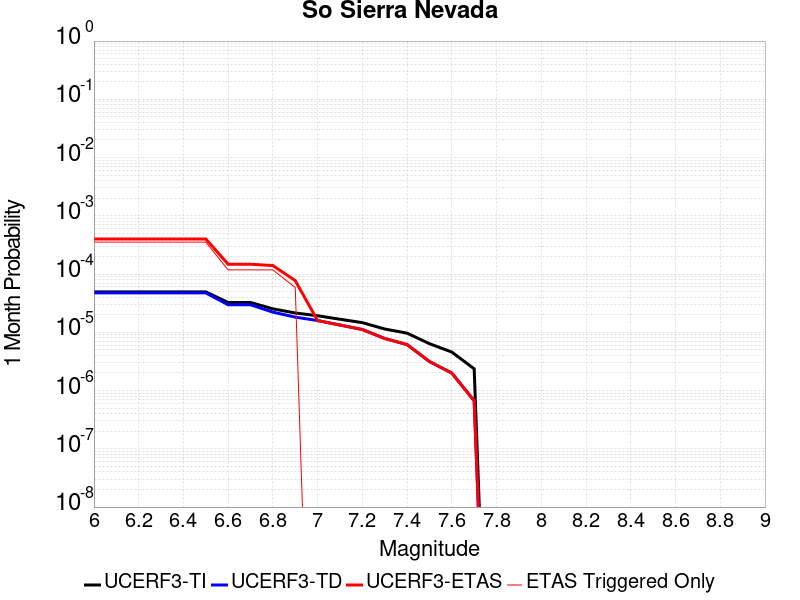 So Sierra Nevada
10^0
10^-1
10^-2
10^-3
10^-4
10^-5
10^-6
10^-7
10^-8
1 Month Probability
6 6.2 6.4 6.6 6.8 7 7.2 7.4 7.6 7.8 8 8.2 8.4 8.6 8.8 9
Magnitude
UCERF3-TI UCERF3-TD UCERF3-ETAS ETAS Triggered Only